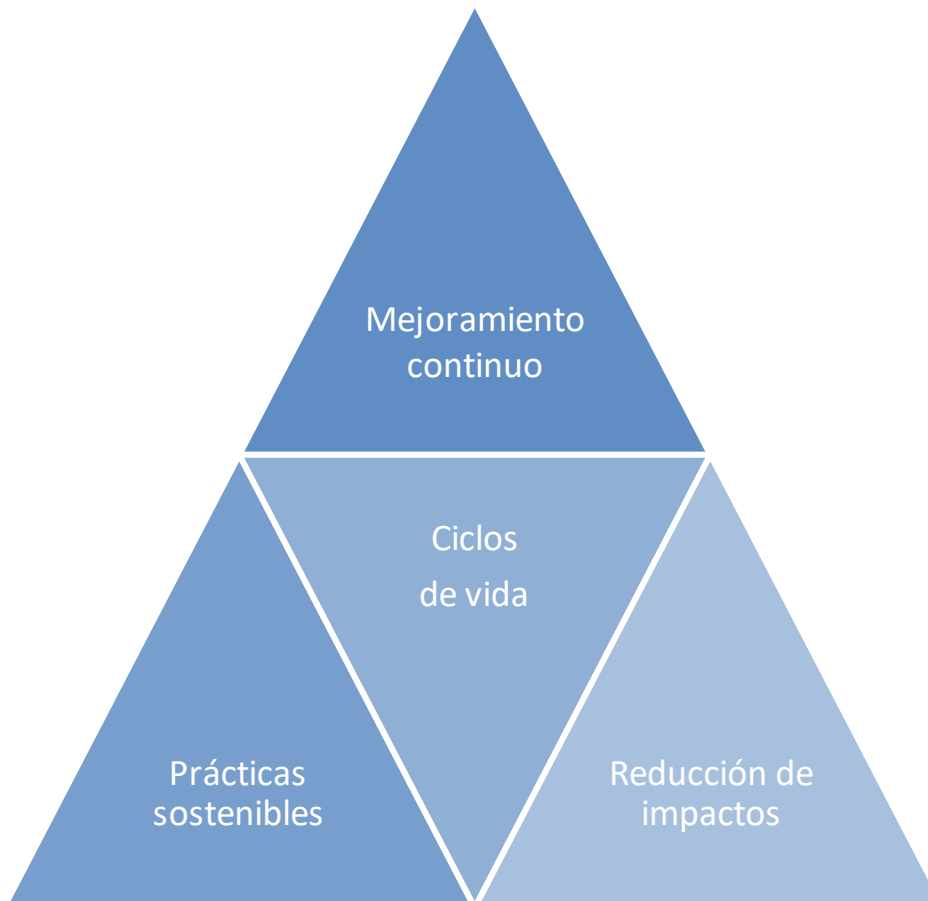 Mejoramiento
continuo
Ciclos
de vida
Prácticas
sostenibles
Reducción de
impactos